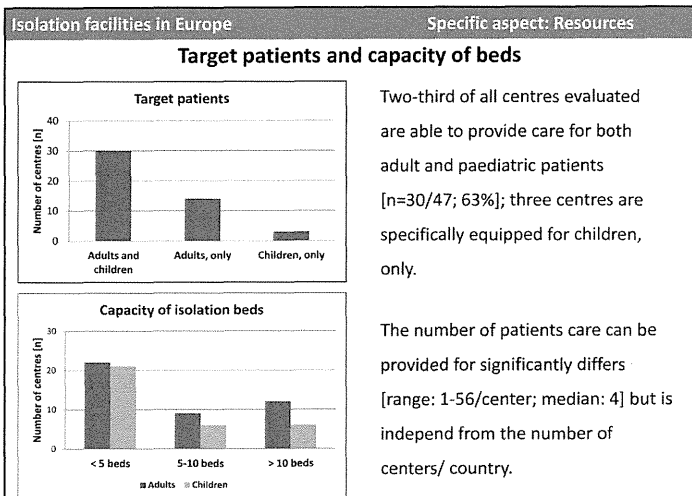 Isolation facilities in Europe Specific aspect: Resources
Target patients and capacity of beds
Target patients
Number of centres [n]
40
30
20
10
0
Adults and children
Adults, only
Children, only
Capacity of isolation beds
Number of centres [n]
30
20
10
0
< 5 beds
5-10 beds
> 10 beds
Adults Children
Two-third of all centres evaluated
are able to provide care for both
adult and paediatric patients
[n=30/47; 63%]; three centres are
specifically equipped for children,
only.
The number of patients care can be
provided for significantly differs
[range: 1-56/center; median: 4] but is
independ from the number of
centers/ country.